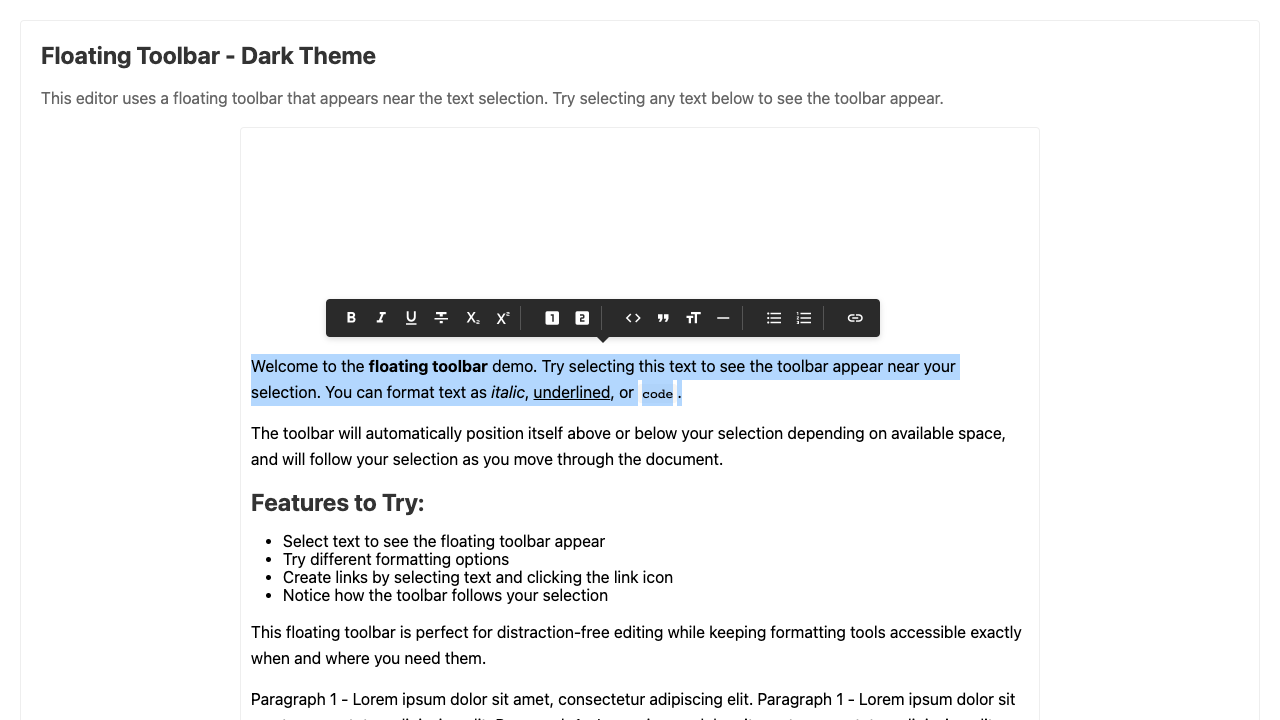 Floating Toolbar - Dark Theme
This editor uses a floating toolbar that appears near the text selection. Try selecting any text below to see the toolbar appear.
Welcome to the floating toolbar demo. Try selecting this text to see the toolbar appear near your
selection. You can format text as italic, underlined, or code .
The toolbar will automatically position itself above or below your selection depending on available space,
and will follow your selection as you move through the document.
Features to Try:
• Select text to see the floating toolbar appear
• Try different formatting options
• Create links by selecting text and clicking the link icon
• Notice how the toolbar follows your selection
This floating toolbar is perfect for distraction-free editing while keeping formatting tools accessible exactly
when and where you need them.
Paragraph 1 - Lorem ipsum dolor sit amet, consectetur adipiscing elit. Paragraph 1 - Lorem ipsum dolor sit